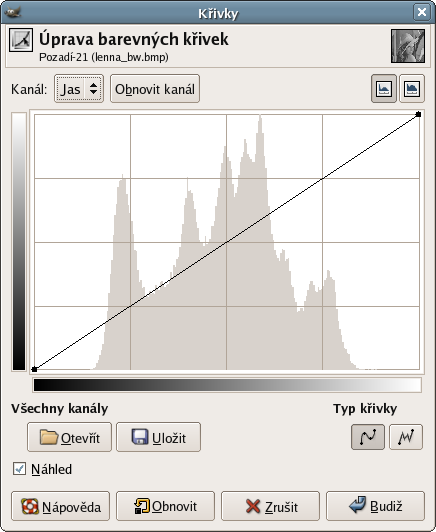 Křivky
Úprava barevných křivek
Pozadí-21 (lenna_bw.bmp)
Kanál: Jas Obnovit kanál
Všechny kanály Typ křivky
Otevřít Uložit
Náhled
Nápověda Obnovit Zrušit Budiž